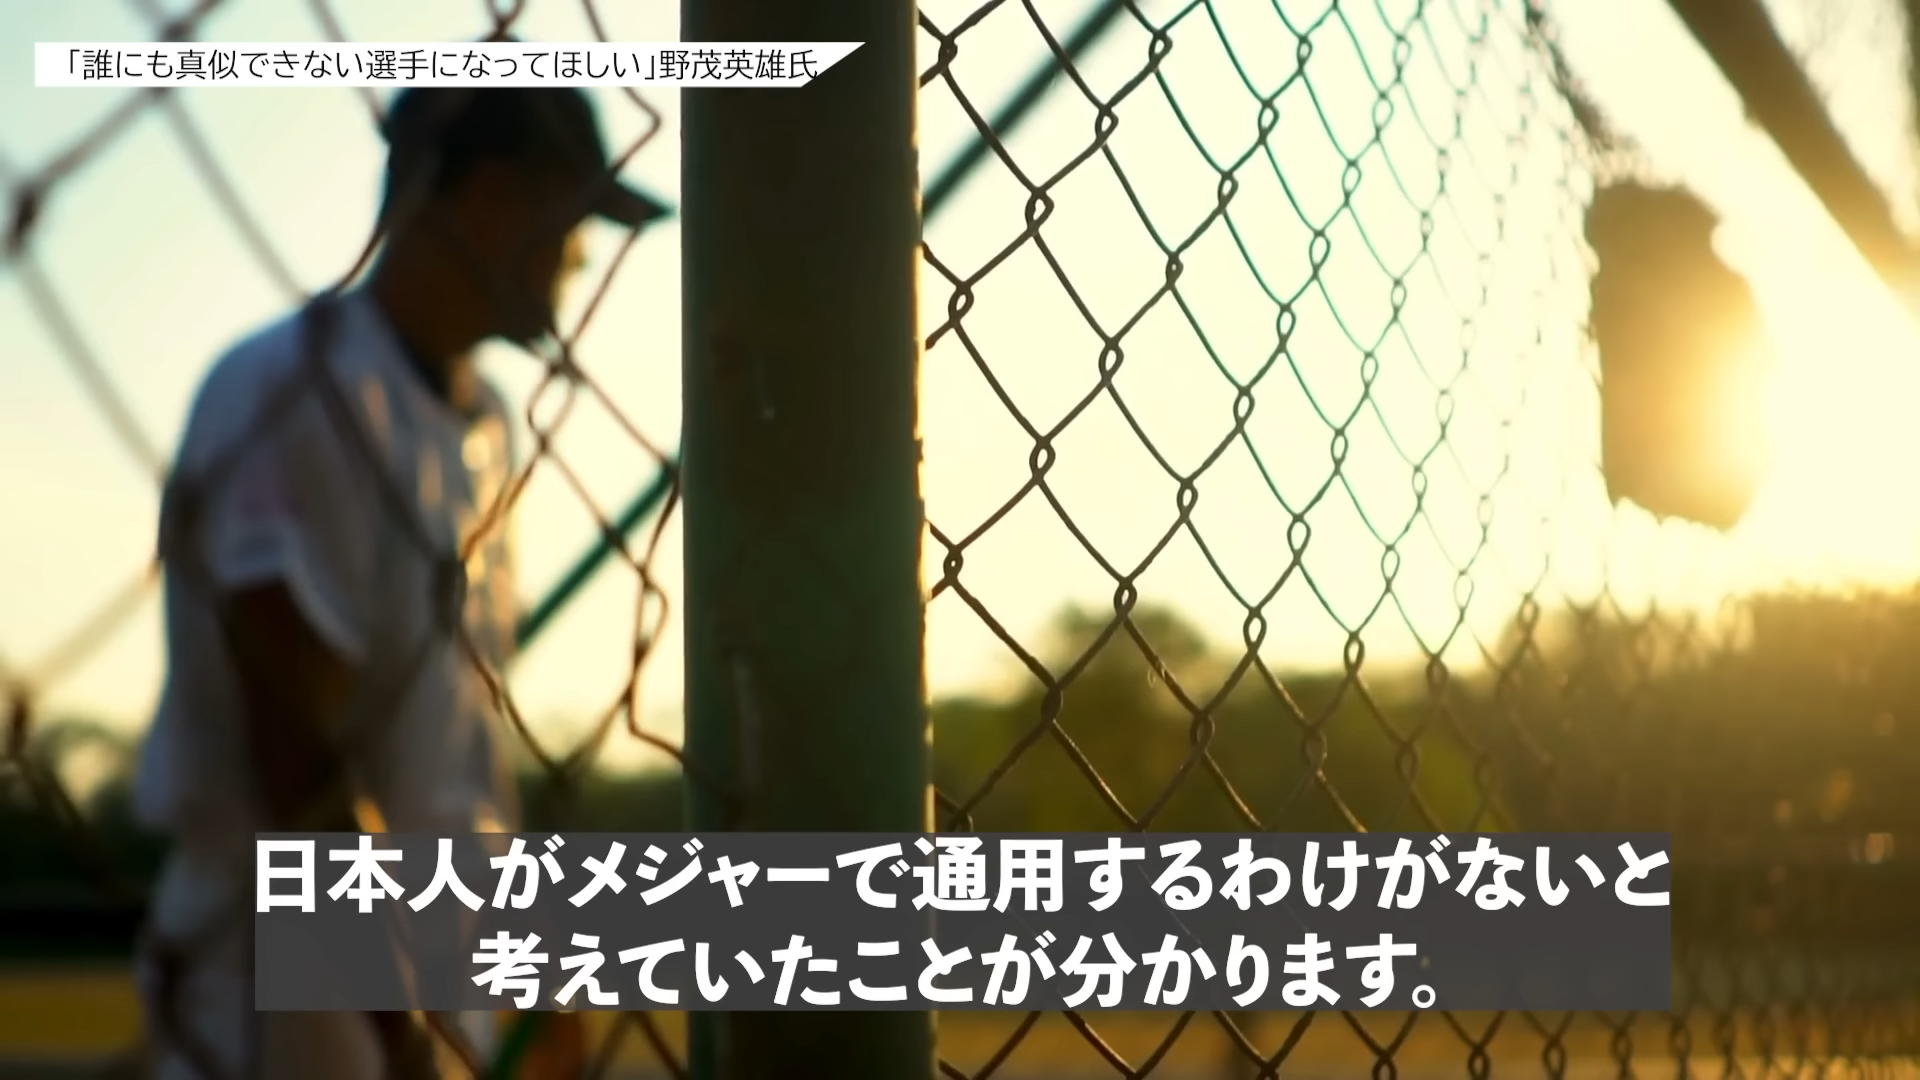 「誰にも真似できない選手になってほしい」野茂英雄氏
日本人がメジャーで通用するわけがないと
考えていたことが分かります。